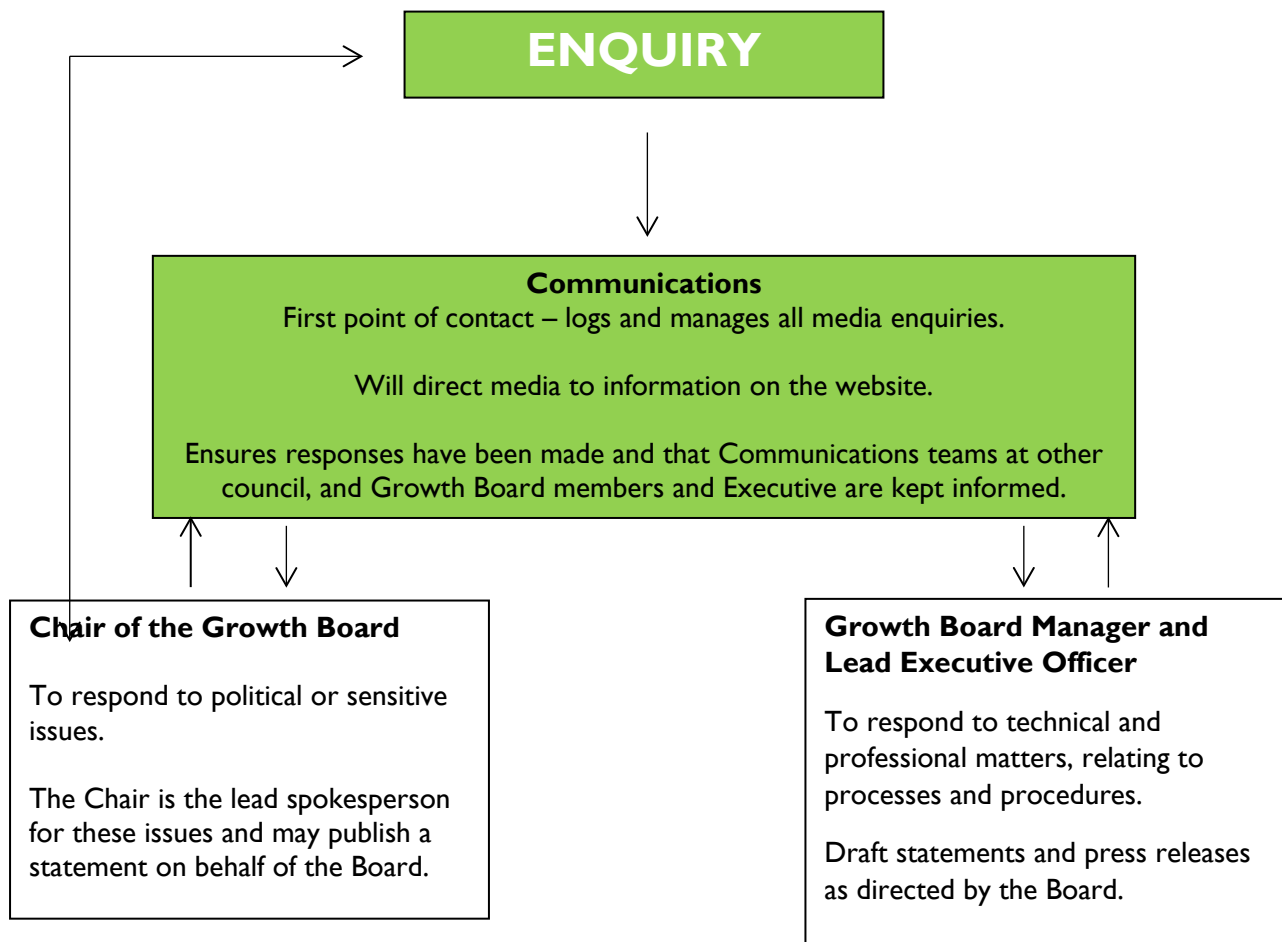 ENQUIRY
Communications
First point of contact – logs and manages all media enquiries.
Will direct media to information on the website.
Ensures responses have been made and that Communications teams at other
council, and Growth Board members and Executive are kept informed.
Chair of the Growth Board
To respond to political or sensitive
issues.
The Chair is the lead spokesperson
for these issues and may publish a
statement on behalf of the Board.
Growth Board Manager and
Lead Executive Officer
To respond to technical and
professional matters, relating to
processes and procedures.
Draft statements and press releases
as directed by the Board.